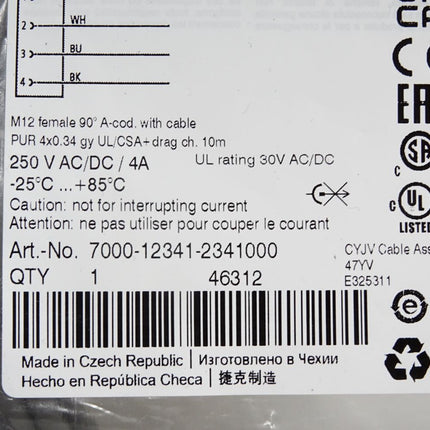 2 WH
3 BU
4 BK
M12 female 90° A-cod. with cable
PUR 4x0.34 gy UL/CSA+drag ch. 10m
250 V AC/DC / 4A UL rating 30V AC/DC
-25°C ...+85°C
Caution: not for interrupting current
Attention: ne pas utiliser pour couper le courant
Art.-No. 7000-12341-2341000
QTY 1 46312
CYJV Cable Ass
47YV
E325311
C UL
LISTED
C SA
e
Made in Czech Republic | Изготовлено в Чехии
Hecho en República Checa | 捷克制造